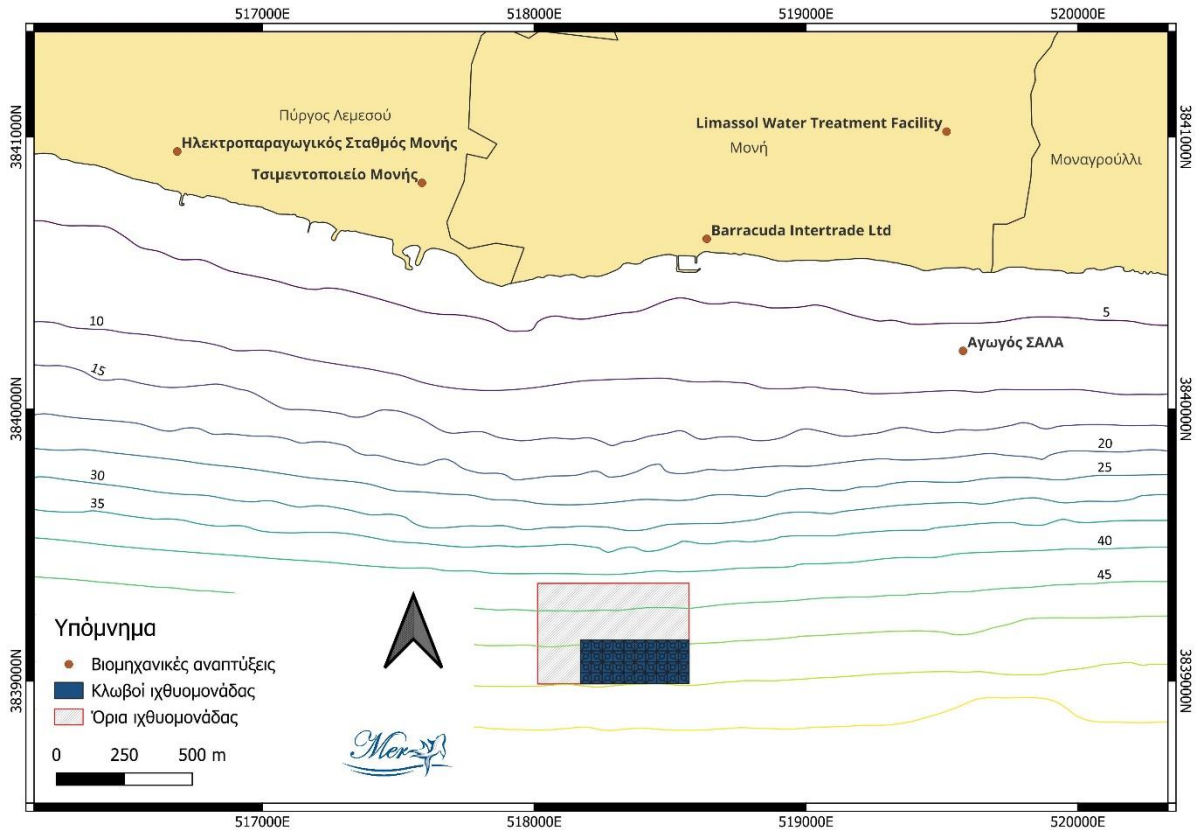 517000E 518000E 519000E 520000E
3841000N
3841000N
Πύργος Λεμεσού
Ηλεκτροπαραγωγικός Σταθμός Μονής
Τσιμεντοποιείο Μονής
Limassol Water Treatment Facility
Μονή
Μοναγρούλλι
Barracuda Intertrade Ltd
5
Αγωγός ΣΑΛΑ
10
15
3840000N
3840000N
20
25
30
35
40
45
Υπόμνημα
Βιομηχανικές αναπτύξεις
Κλωβοί ιχθυομονάδας
Όρια ιχθυομονάδας
0 250 500 m
Mer
3839000N
3839000N
517000E 518000E 519000E 520000E